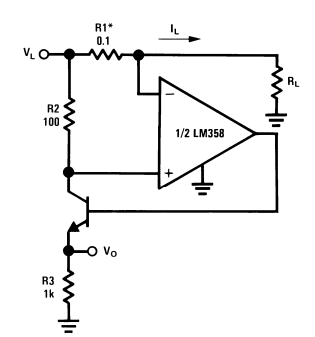 R1*
0.1
IL
VL
RL
R2
100
−
1/2 LM358
+
VO
R3
1k